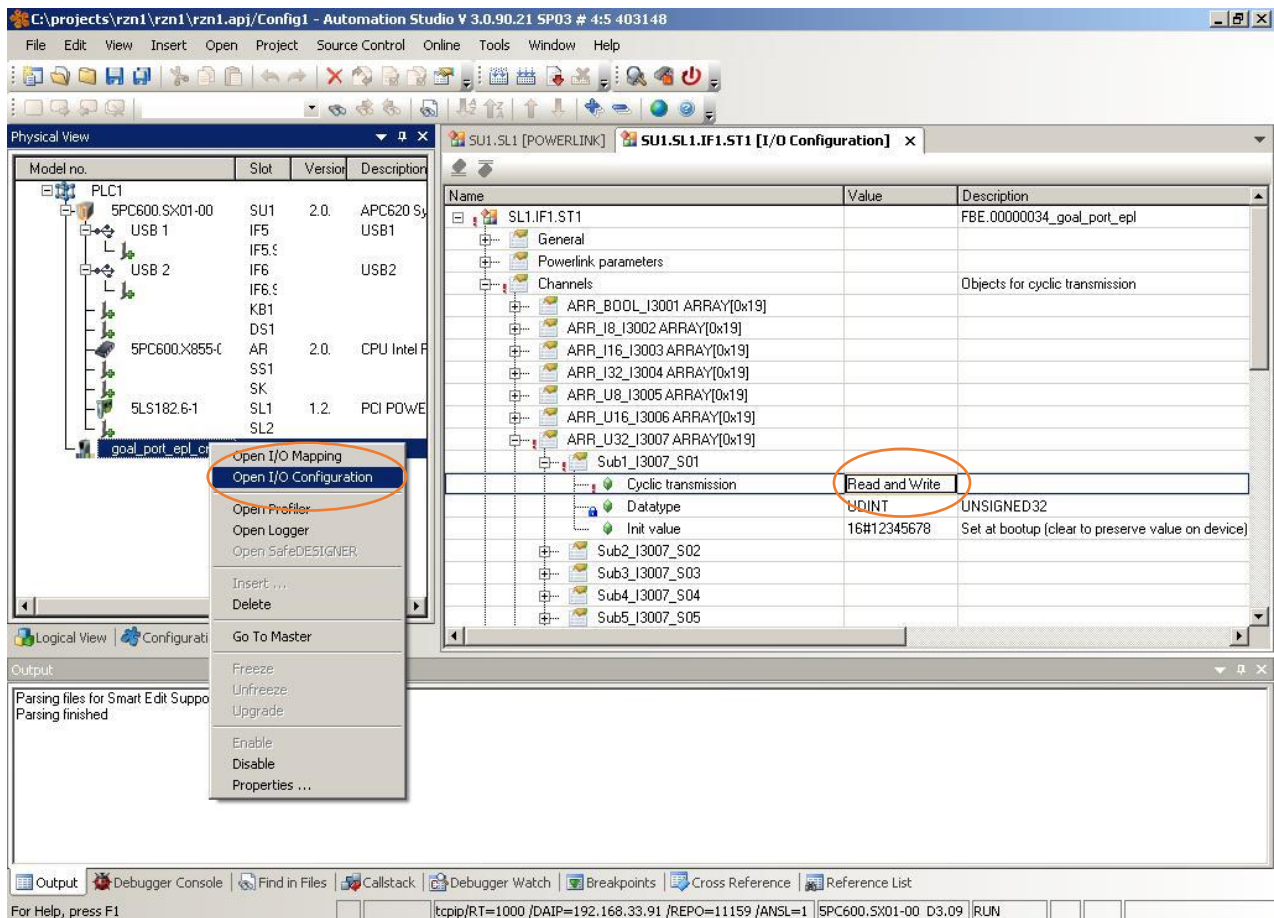 C:\projects\rzn1\rzn1\rzn1.apj/Config1 - Automation Studio V 3.0.90.21 SP03 # 4:5 403148
File Edit View Insert Open Project Source Control Online Tools Window Help
Physical View
Model no. Slot Version Description
PLC1
5PC600.SX01-00 SU1 2.0. APC620 Sy
USB 1 IF5 USB1
IF5.S
USB 2 IF6 USB2
IF6.S
KB1
DS1
5PC600.X855-0 AR 2.0. CPU Intel P
SS1
SK
5LS182.6-1 SL1 1.2. PCI POWE
SL2
goal_port_epl_cn
Open I/O Mapping
Open I/O Configuration
Open Profiler
Open Logger
Open SafeDESIGNER
Insert ...
Delete
Go To Master
Freeze
Unfreeze
Upgrade
Enable
Disable
Properties ...
Logical View Configurati
SU1.SL1 [POWERLINK] SU1.SL1.IF1.ST1 [I/O Configuration]
Name Value Description
SL1.IF1.ST1 FBE.00000034_goal_port_epl
General
Powerlink parameters
Channels Objects for cyclic transmission
ARR_BOOL_I3001 ARRAY[0x19]
ARR_I8_I3002 ARRAY[0x19]
ARR_I16_I3003 ARRAY[0x19]
ARR_I32_I3004 ARRAY[0x19]
ARR_U8_I3005 ARRAY[0x19]
ARR_U16_I3006 ARRAY[0x19]
ARR_U32_I3007 ARRAY[0x19]
Sub1_I3007_S01
Cyclic transmission Read and Write
Datatype UDINT UNSIGNED32
Init value 16#12345678 Set at bootup (clear to preserve value on device)
Sub2_I3007_S02
Sub3_I3007_S03
Sub4_I3007_S04
Sub5_I3007_S05
Output
Parsing files for Smart Edit Suppo
Parsing finished
Output Debugger Console Find in Files Callstack Debugger Watch Breakpoints Cross Reference Reference List
For Help, press F1 tcpip/RT=1000 /DAIP=192.168.33.91 /REPO=11159 /ANSL=1 5PC600.SX01-00 D3.09 RUN